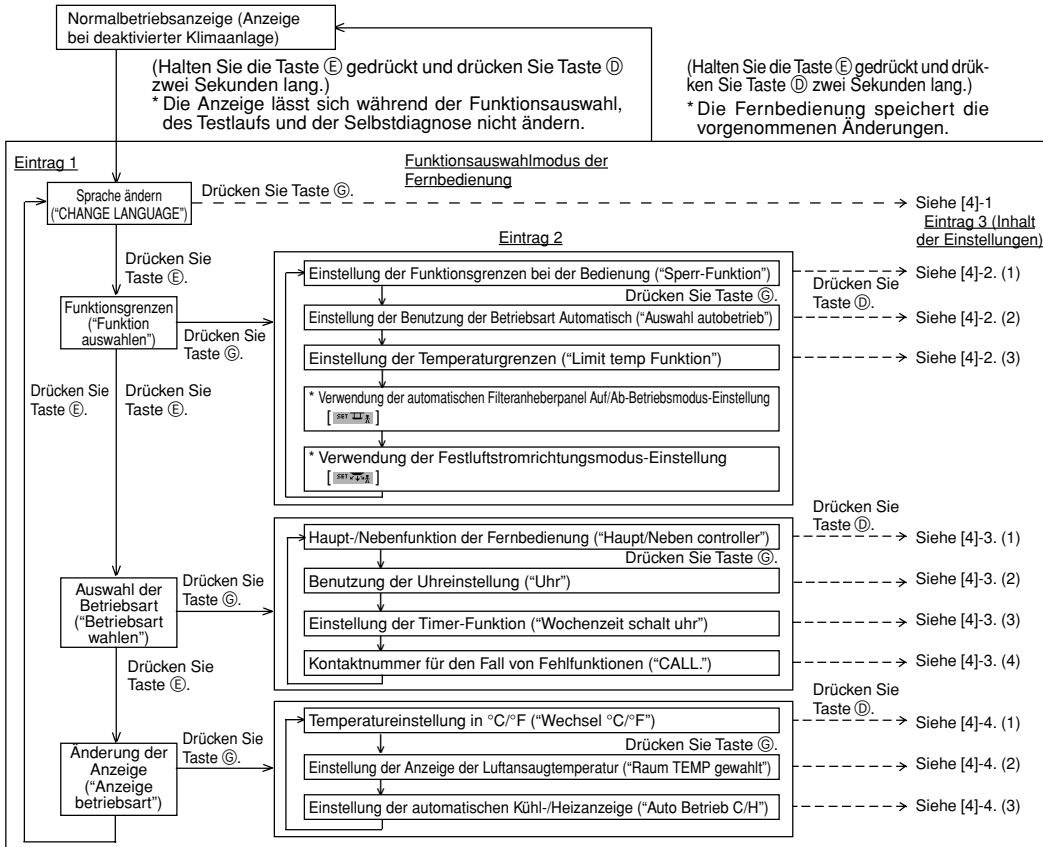 Normalbetriebsanzeige (Anzeige
bei deaktivierter Klimaanlage)
(Halten Sie die Taste Ⓔ gedrückt und drücken Sie Taste Ⓓ
zwei Sekunden lang.)
* Die Anzeige lässt sich während der Funktionsauswahl,
des Testlaufs und der Selbstdiagnose nicht ändern.
(Halten Sie die Taste Ⓔ gedrückt und drük-
ken Sie Taste Ⓓ zwei Sekunden lang.)
* Die Fernbedienung speichert die
vorgenommenen Änderungen.
Eintrag 1
Funktionsauswahlmodus der
Fernbedienung
Sprache ändern
("CHANGE LANGUAGE")
Drücken Sie Taste Ⓖ.
Siehe [4]-1
Eintrag 3 (Inhalt
der Einstellungen)
Eintrag 2
Drücken Sie
Taste Ⓔ.
Funktionsgrenzen
("Funktion
auswahlen")
Drücken Sie
Taste Ⓖ.
Einstellung der Funktionsgrenzen bei der Bedienung ("Sperr-Funktion")
Drücken Sie Taste Ⓖ.
Drücken Sie
Taste Ⓓ.
Siehe [4]-2. (1)
Einstellung der Benutzung der Betriebsart Automatisch ("Auswahl autobetrieb")
Siehe [4]-2. (2)
Einstellung der Temperaturgrenzen ("Limit temp Funktion")
Siehe [4]-2. (3)
* Verwendung der automatischen Filteranheberpanel Auf/Ab-Betriebsmodus-Einstellung
[ SET ]
* Verwendung der Festluftstromrichtungsmodus-Einstellung
[ SET ]
Drücken Sie
Taste Ⓔ.
Drücken Sie
Taste Ⓔ.
Auswahl der
Betriebsart
("Betriebsart
wahlen")
Drücken Sie
Taste Ⓖ.
Haupt-/Nebenfunktion der Fernbedienung ("Haupt/Neben controller")
Drücken Sie Taste Ⓖ.
Drücken Sie
Taste Ⓓ.
Siehe [4]-3. (1)
Benutzung der Uhreinstellung ("Uhr")
Siehe [4]-3. (2)
Einstellung der Timer-Funktion ("Wochenzeit schalt uhr")
Siehe [4]-3. (3)
Kontaktnummer für den Fall von Fehlfunktionen ("CALL.")
Siehe [4]-3. (4)
Drücken Sie
Taste Ⓔ.
Änderung der
Anzeige
("Anzeige
betriebsart")
Drücken Sie
Taste Ⓖ.
Temperatureinstellung in °C/°F ("Wechsel °C/°F")
Drücken Sie Taste Ⓖ.
Drücken Sie
Taste Ⓓ.
Siehe [4]-4. (1)
Einstellung der Anzeige der Luftansaugtemperatur ("Raum TEMP gewahlt")
Siehe [4]-4. (2)
Einstellung der automatischen Kühl-/Heizanzeige ("Auto Betrieb C/H")
Siehe [4]-4. (3)